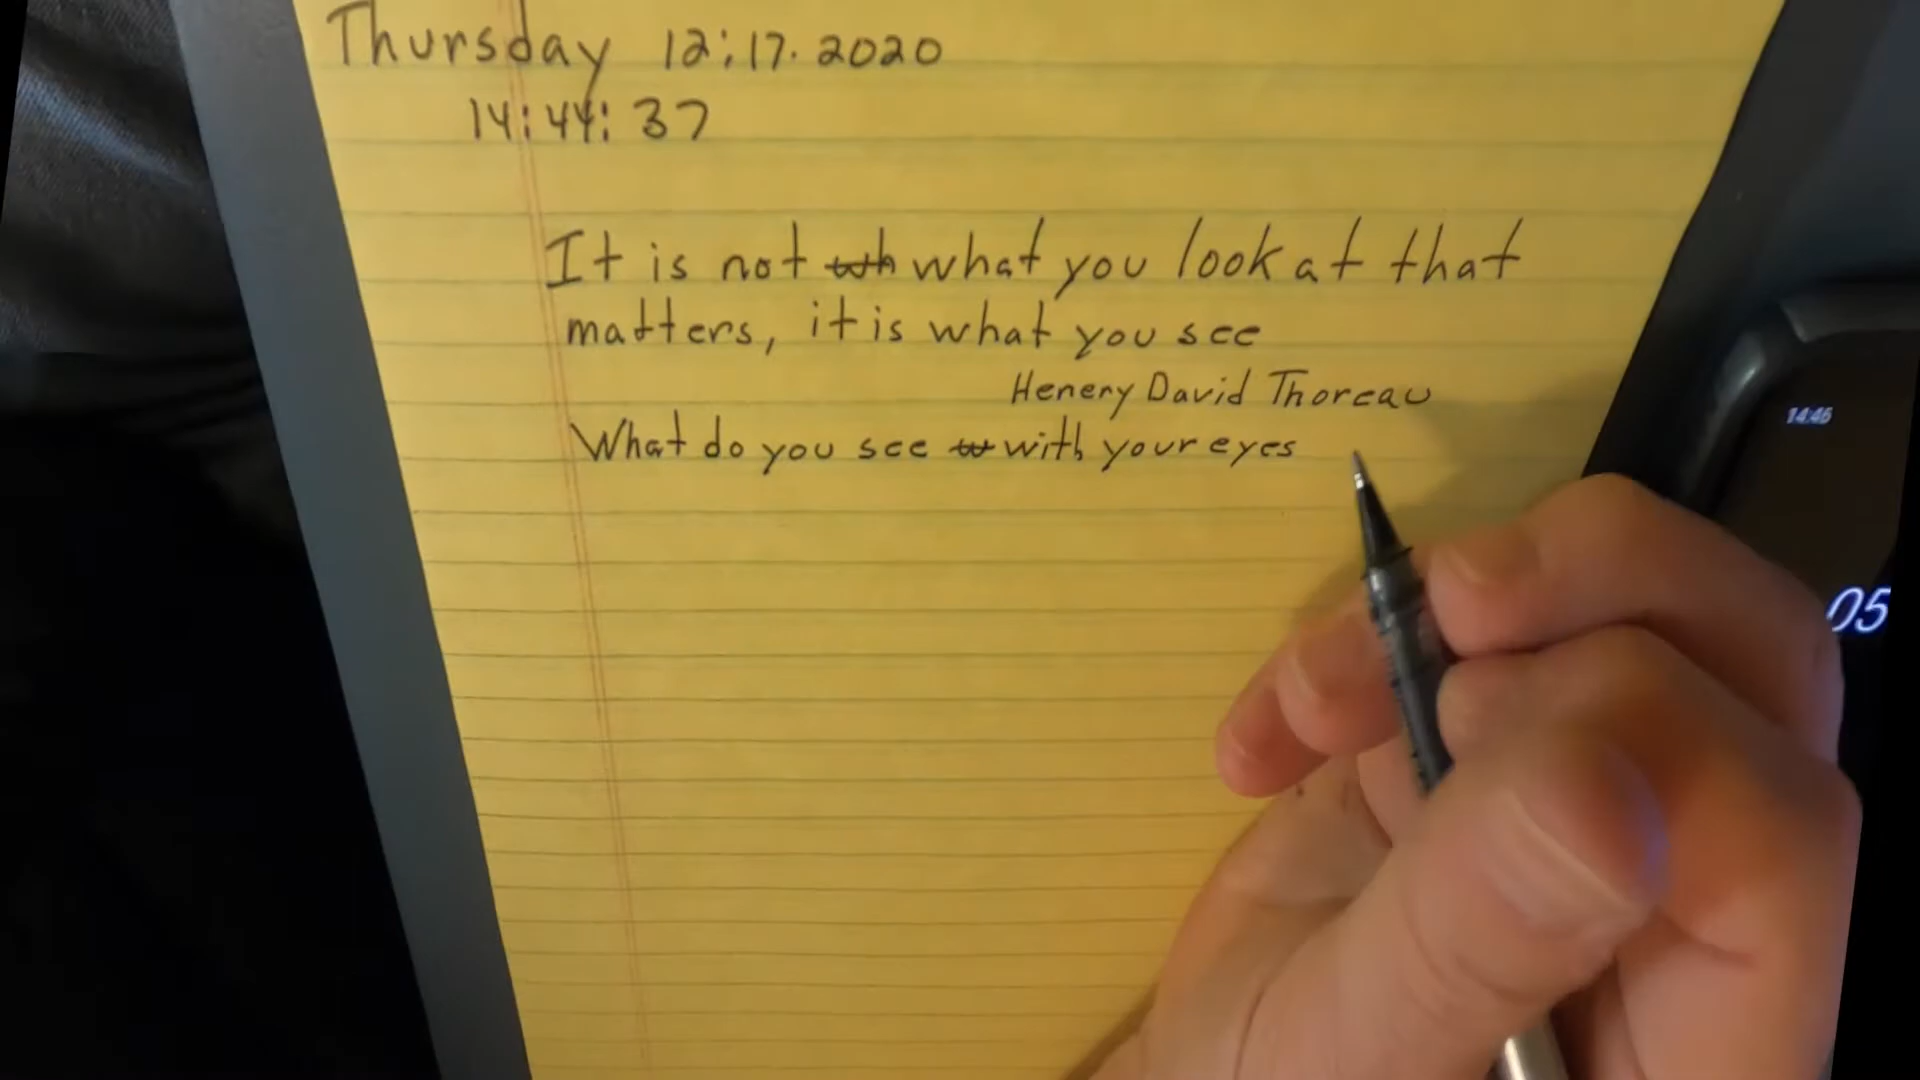 Thursday 12:17.2020
14:44:37
It is not wh what you look at that
matters, it is what you see
Henery David Thoreau
What do you see w with your eyes
14:46
05